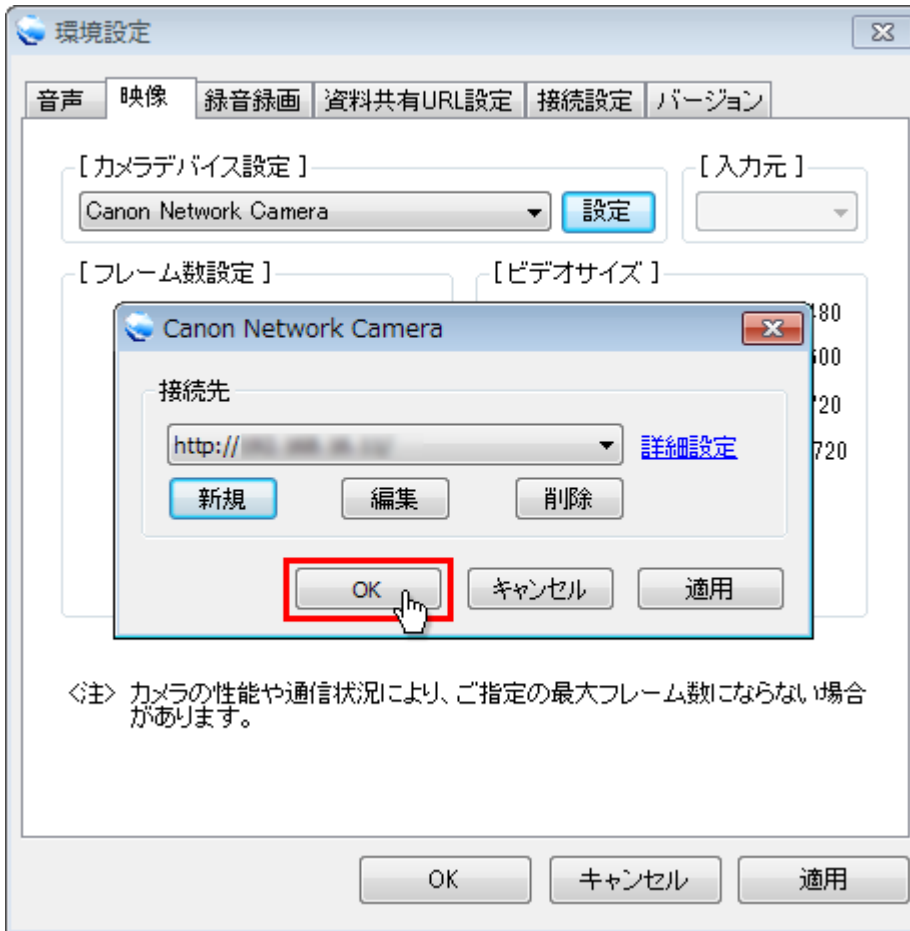 環境設定
音声 映像 録音録画 資料共有URL設定 接続設定 バージョン
[カメラデバイス設定] [入力元]
Canon Network Camera 設定
[フレーム数設定] [ビデオサイズ]
480
Canon Network Camera
600
接続先
720
http:// 詳細設定
720
新規 編集 削除
OK キャンセル 適用
<注> カメラの性能や通信状況により、ご指定の最大フレーム数にならない場合
があります。
OK キャンセル 適用